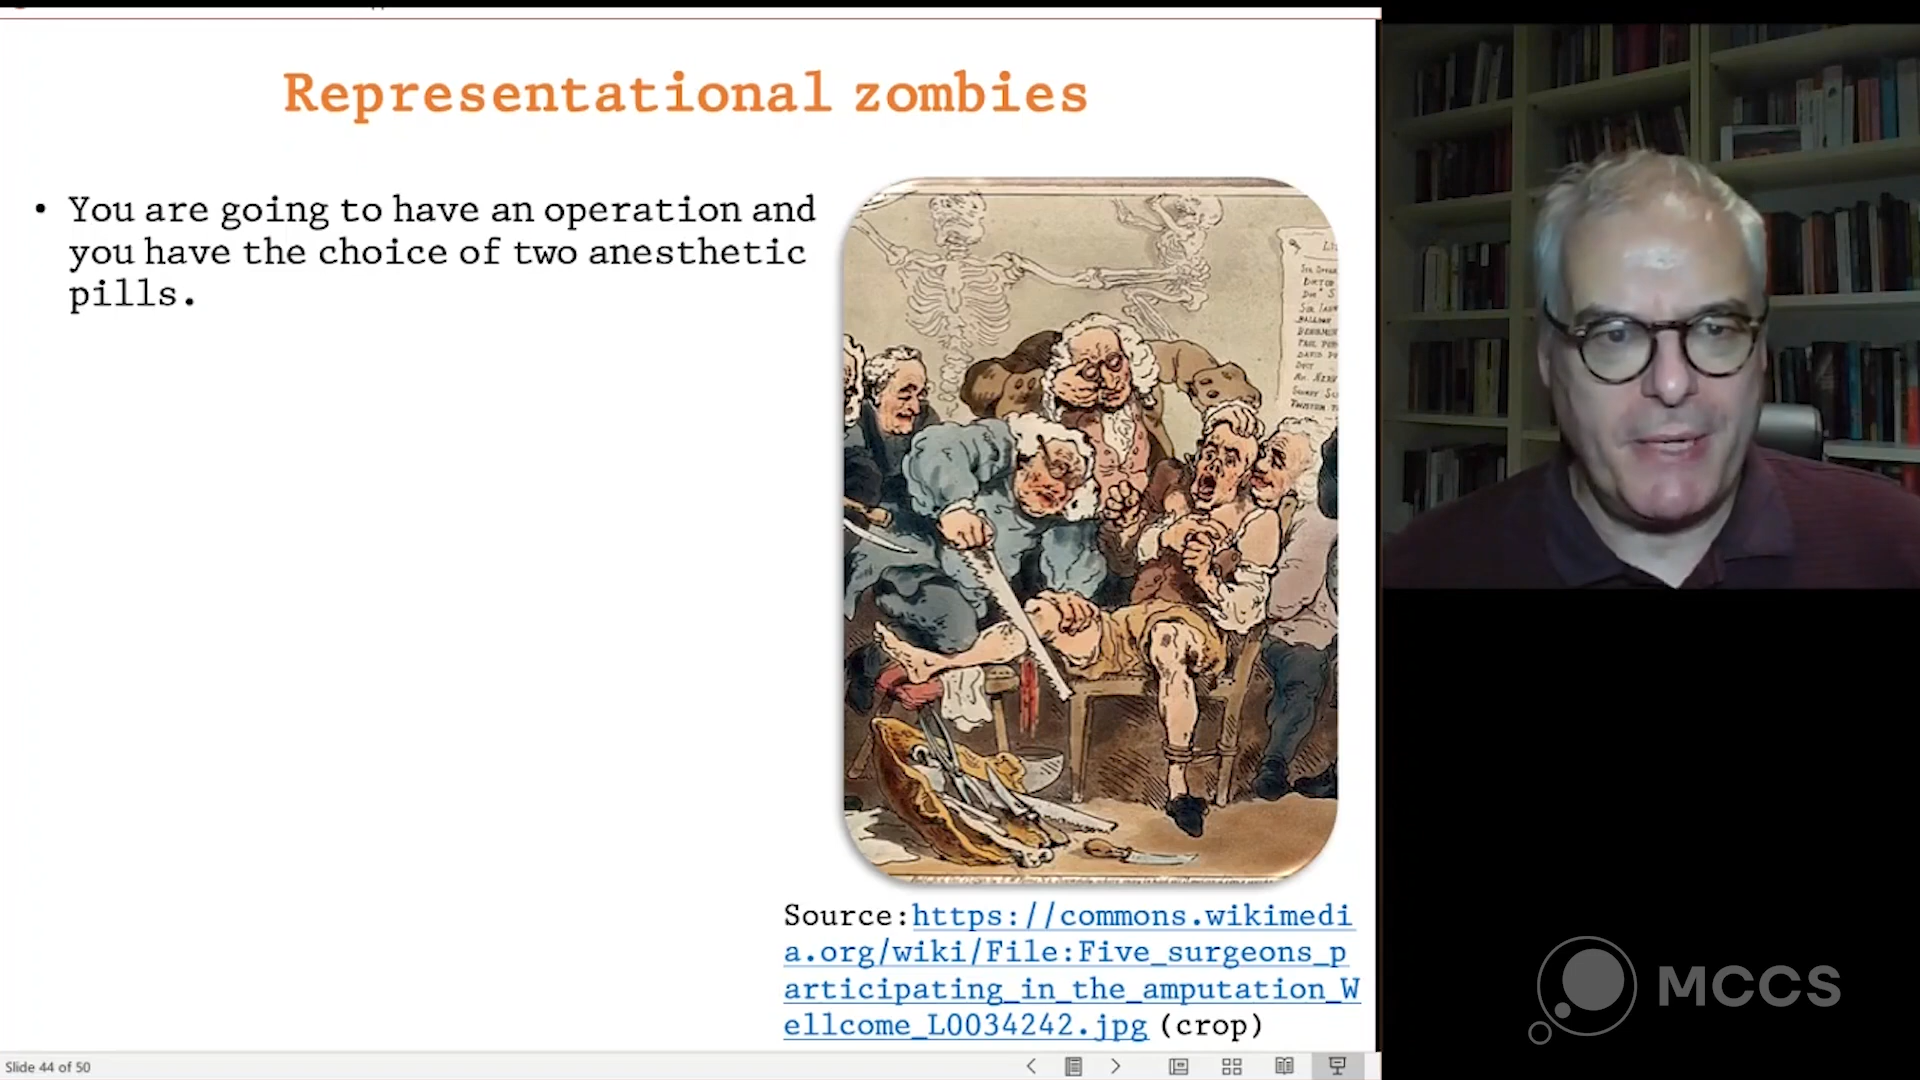 Representational zombies
• You are going to have an operation and
you have the choice of two anesthetic
pills.
Source:https://commons.wikimedi
a.org/wiki/File:Five_surgeons_p
articipating_in_the_amputation_W
ellcome_L0034242.jpg (crop)
MCCS
Slide 44 of 50